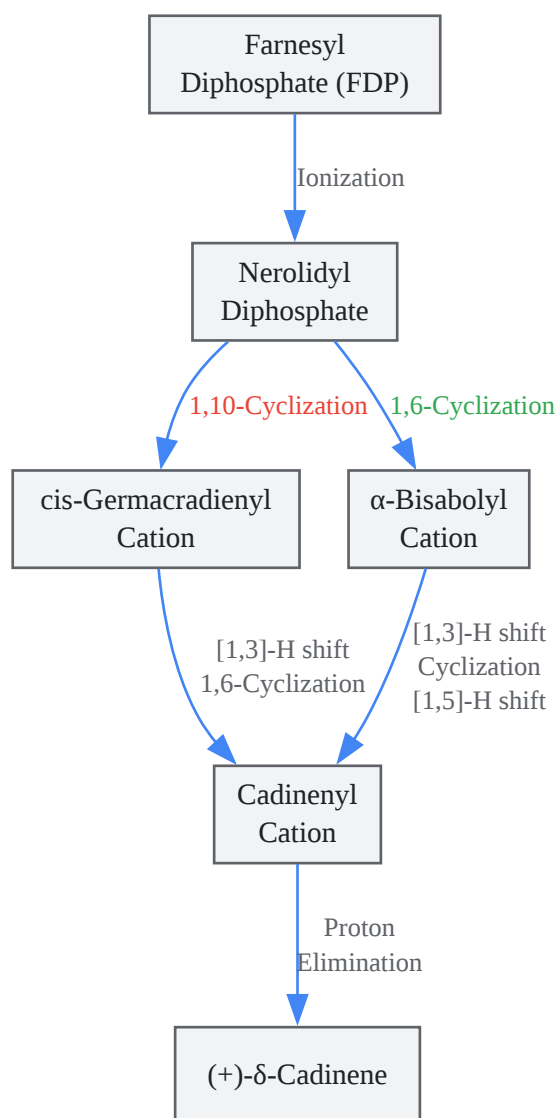 Farnesyl
Diphosphate (FDP)
Ionization
Nerolidyl
Diphosphate
1,10-Cyclization
1,6-Cyclization
cis-Germacradienyl
Cation
α-Bisabolyl
Cation
[1,3]-H shift
1,6-Cyclization
[1,3]-H shift
Cyclization
[1,5]-H shift
Cadinenyl
Cation
Proton
Elimination
(+)-δ-Cadinene